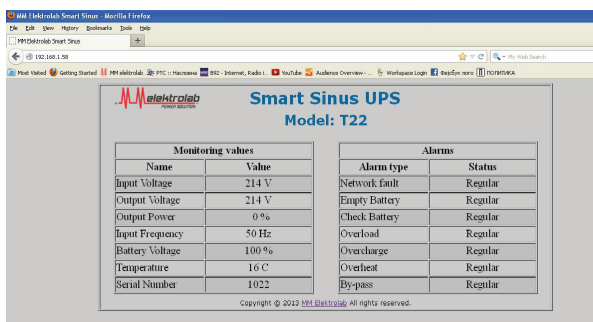 MM Elektrolab Smart Sinus - Mozilla Firefox
File Edit View History Bookmarks Tools Help
MM Elektrolab Smart Sinus +
192.168.1.58
My Web Search
Most Visited Getting Started MM elektrolab РТС :: Насловна B92 - Internet, Radio i... YouTube Audience Overview - ... Workspace Login Фејсбук лого ПОЛИТИКА
MM elektrolab
POWER SOLUTION
Smart Sinus UPS
Model: T22
Monitoring values
Name Value
Input Voltage 214 V
Output Voltage 214 V
Output Power 0 %
Input Frequency 50 Hz
Battery Voltage 100 %
Temperature 16 C
Serial Number 1022
Alarms
Alarm type Status
Network fault Regular
Empty Battery Regular
Check Battery Regular
Overload Regular
Overcharge Regular
Overheat Regular
By-pass Regular
Copyright © 2013 MM Elektrolab All rights reserved.